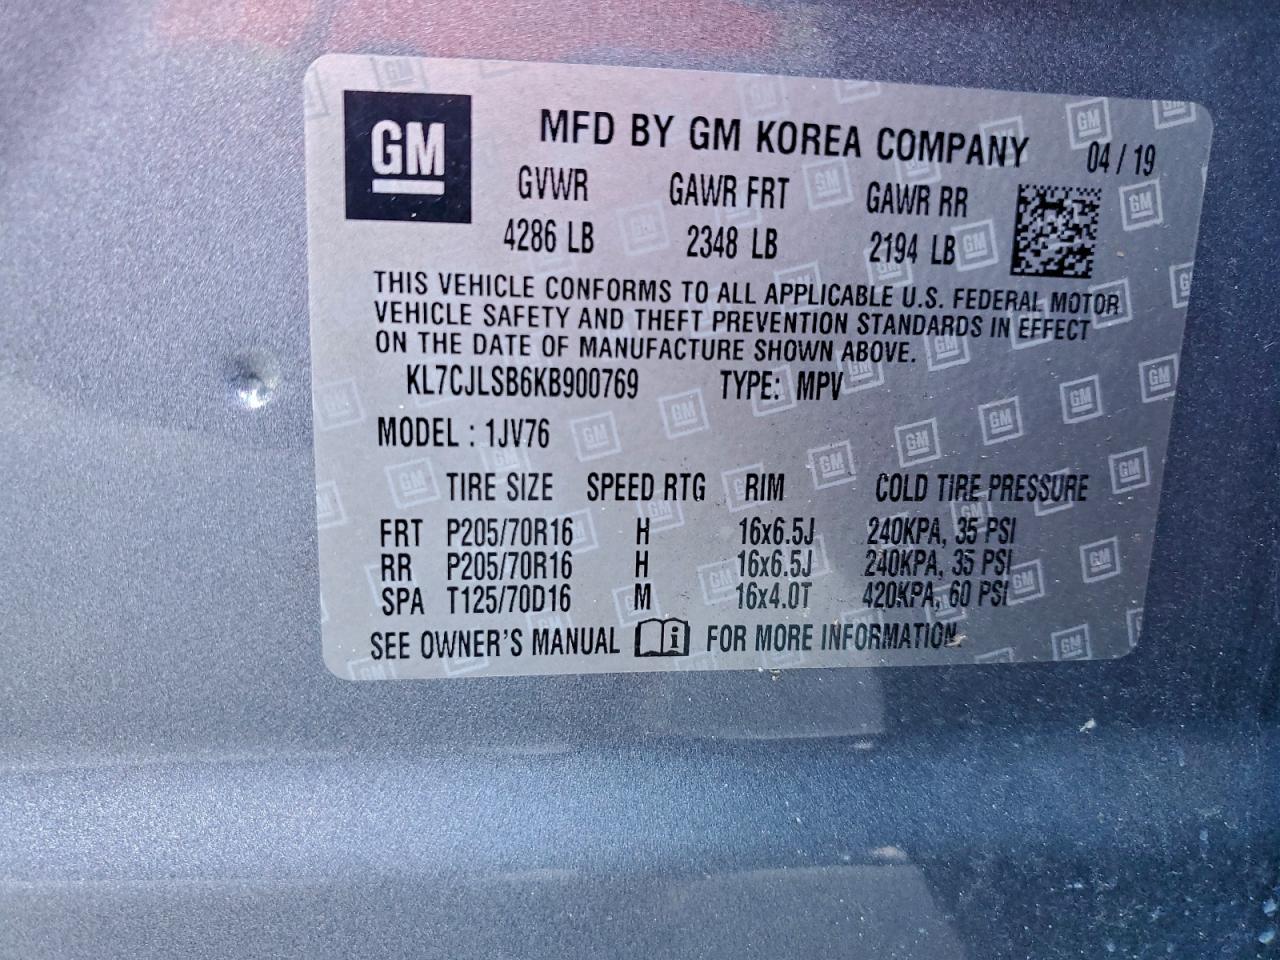 GM
MFD BY GM KOREA COMPANY 04 / 19
GVWR GAWR FRT GAWR RR
4286 LB 2348 LB 2194 LB
THIS VEHICLE CONFORMS TO ALL APPLICABLE U.S. FEDERAL MOTOR
VEHICLE SAFETY AND THEFT PREVENTION STANDARDS IN EFFECT
ON THE DATE OF MANUFACTURE SHOWN ABOVE.
KL7CJLSB6KB900769 TYPE: MPV
MODEL : 1JV76
TIRE SIZE SPEED RTG RIM COLD TIRE PRESSURE
FRT P205/70R16 H 16x6.5J 240KPA, 35 PSI
RR P205/70R16 H 16x6.5J 240KPA, 35 PSI
SPA T125/70D16 M 16x4.0T 420KPA, 60 PSI
SEE OWNER'S MANUAL i FOR MORE INFORMATION